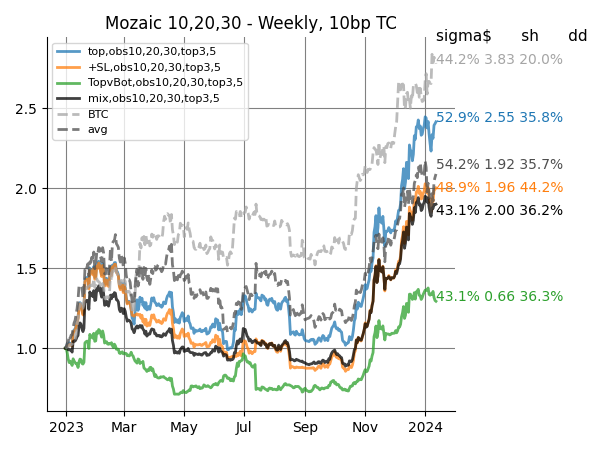 Mozaic 10,20,30 - Weekly, 10bp TC
sigma$ sh dd
top,obs10,20,30,top3,5
+SL,obs10,20,30,top3,5
TopvBot,obs10,20,30,top3,5
mix,obs10,20,30,top3,5
BTC
avg
44.2% 3.83 20.0%
52.9% 2.55 35.8%
54.2% 1.92 35.7%
48.9% 1.96 44.2%
43.1% 2.00 36.2%
43.1% 0.66 36.3%
2.5
2.0
1.5
1.0
2023 Mar May Jul Sep Nov 2024